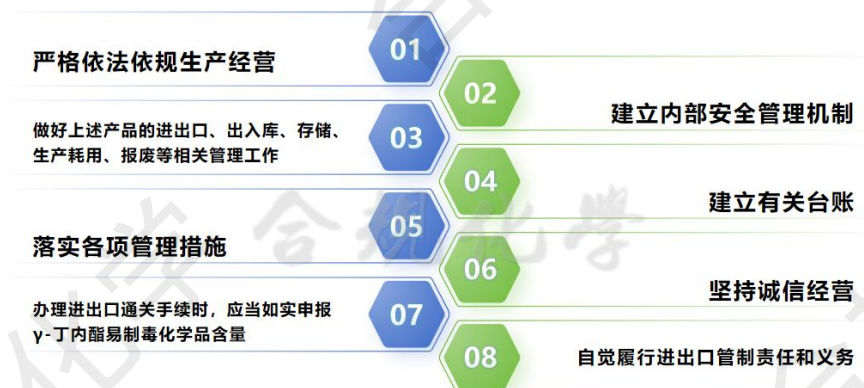 严格依法依规生产经营
01
02
建立内部安全管理机制
做好上述产品的进出口、出入库、存储、
生产耗用、报废等相关管理工作
03
04
建立有关台账
落实各项管理措施
05
合规化学
06
坚持诚信经营
办理进出口通关手续时，应当如实申报
γ-丁内酯易制毒化学品含量
07
08
自觉履行进出口管制责任和义务
化学